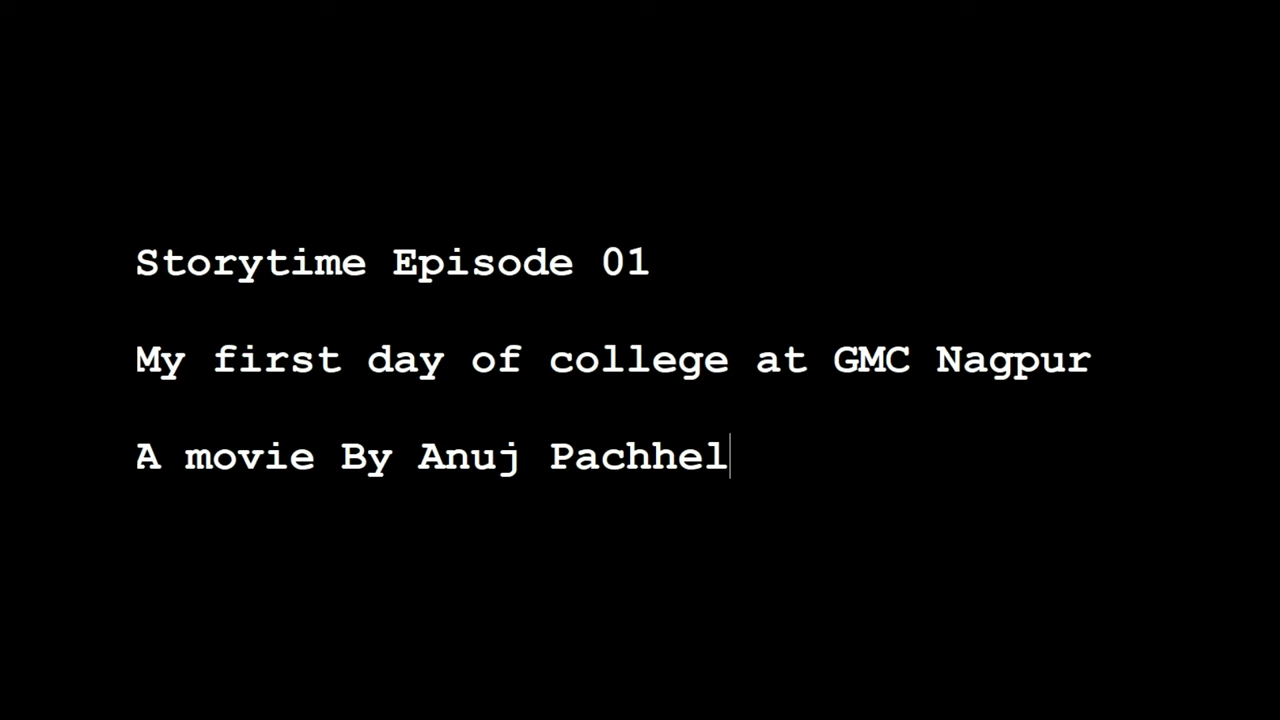 Storytime Episode 01
My first day of college at GMC Nagpur
A movie By Anuj Pachhel